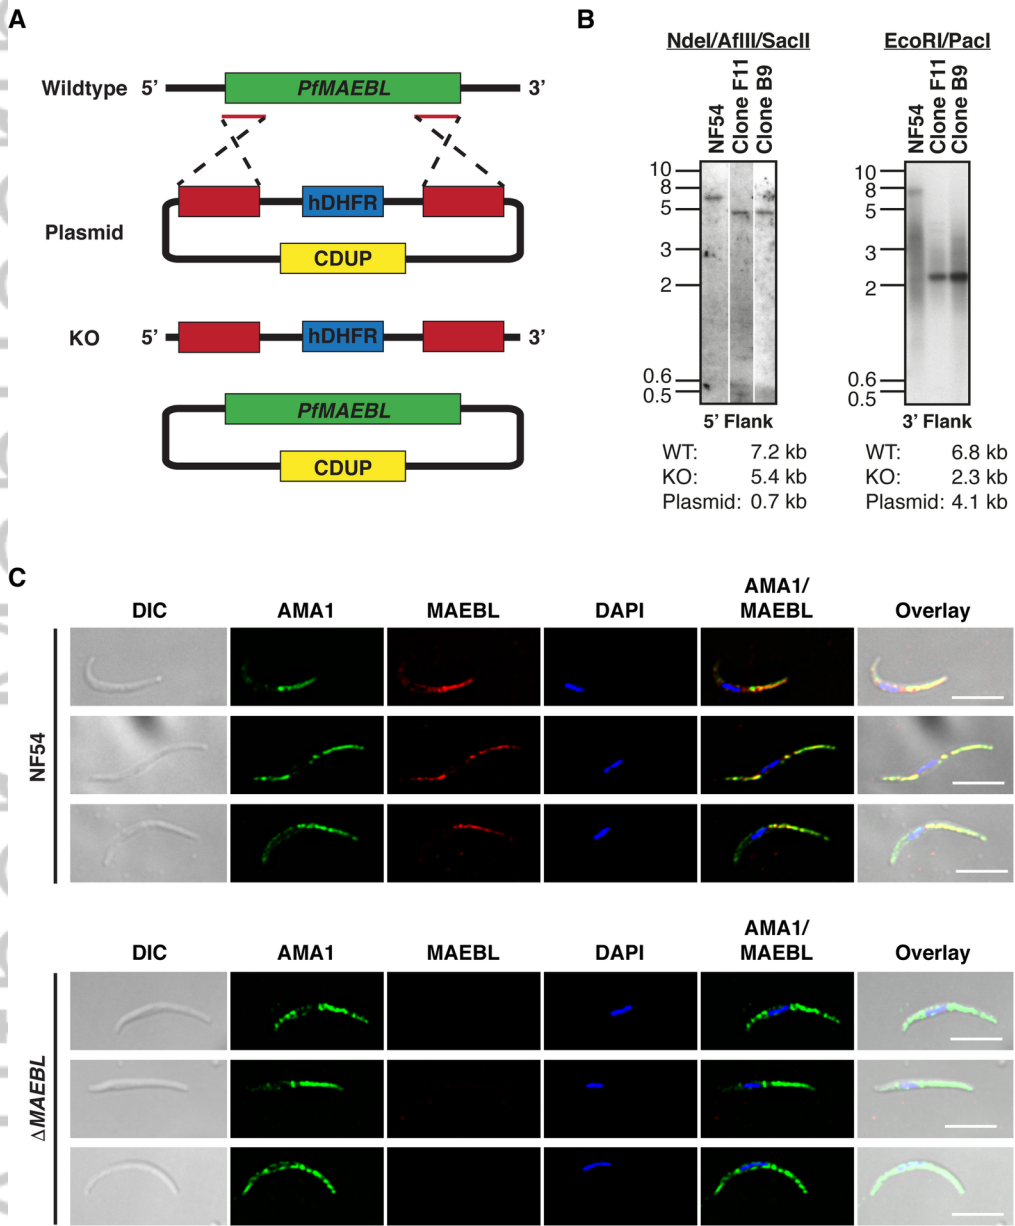 A
Wildtype 5’ PfMAEBL 3’
hDHFR
Plasmid
CDUP
KO 5’ hDHFR 3’
PfMAEBL
CDUP
B
NdeI/AflII/SacII
NF54
Clone F11
Clone B9
10
8
5
3
2
0.6
0.5
5’ Flank
WT: 7.2 kb
KO: 5.4 kb
Plasmid: 0.7 kb
EcoRI/PacI
NF54
Clone F11
Clone B9
10
8
5
3
2
0.6
0.5
3’ Flank
WT: 6.8 kb
KO: 2.3 kb
Plasmid: 4.1 kb
C
DIC AMA1 MAEBL DAPI AMA1/
MAEBL Overlay
NF54
DIC AMA1 MAEBL DAPI AMA1/
MAEBL Overlay
ΔMAEBL